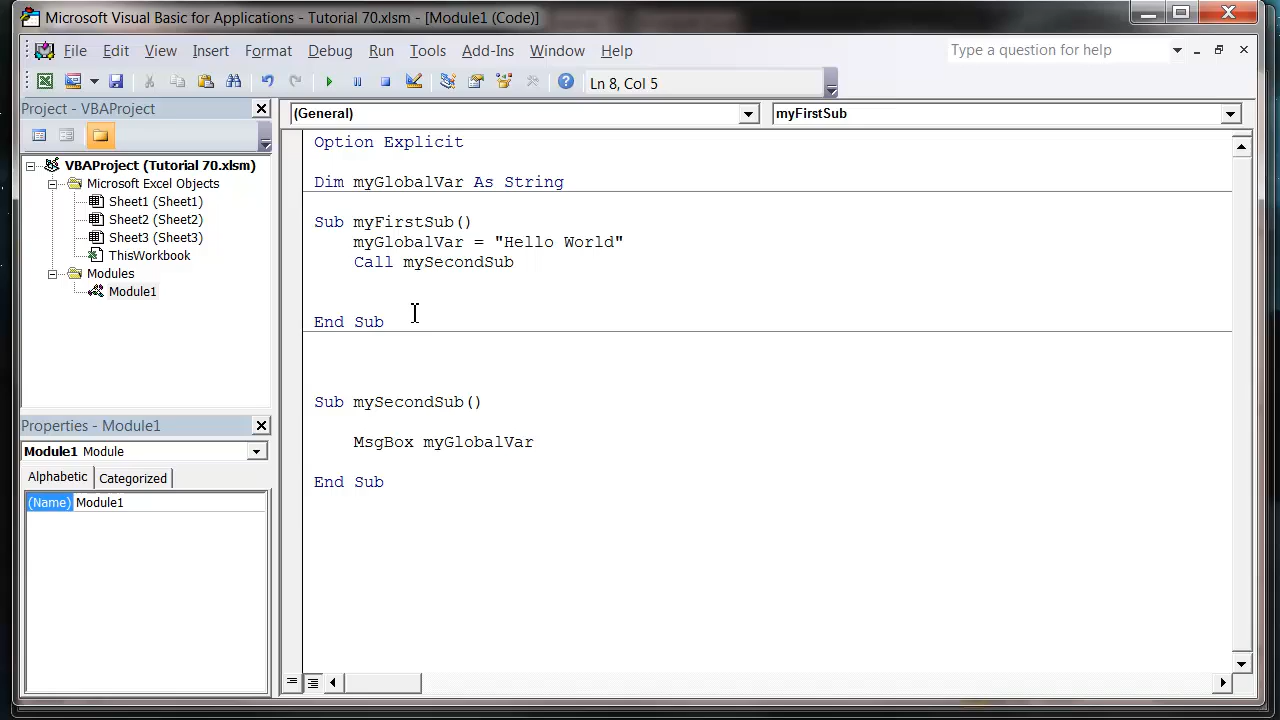 Microsoft Visual Basic for Applications - Tutorial 70.xlsm - [Module1 (Code)]
File Edit View Insert Format Debug Run Tools Add-Ins Window Help
Type a question for help
Ln 8, Col 5
Project - VBAProject
VBAProject (Tutorial 70.xlsm)
Microsoft Excel Objects
Sheet1 (Sheet1)
Sheet2 (Sheet2)
Sheet3 (Sheet3)
ThisWorkbook
Modules
Module1
Properties - Module1
Module1 Module
Alphabetic Categorized
(Name) Module1
(General)
myFirstSub
Option Explicit
Dim myGlobalVar As String
Sub myFirstSub()
myGlobalVar = "Hello World"
Call mySecondSub
End Sub
Sub mySecondSub()
MsgBox myGlobalVar
End Sub